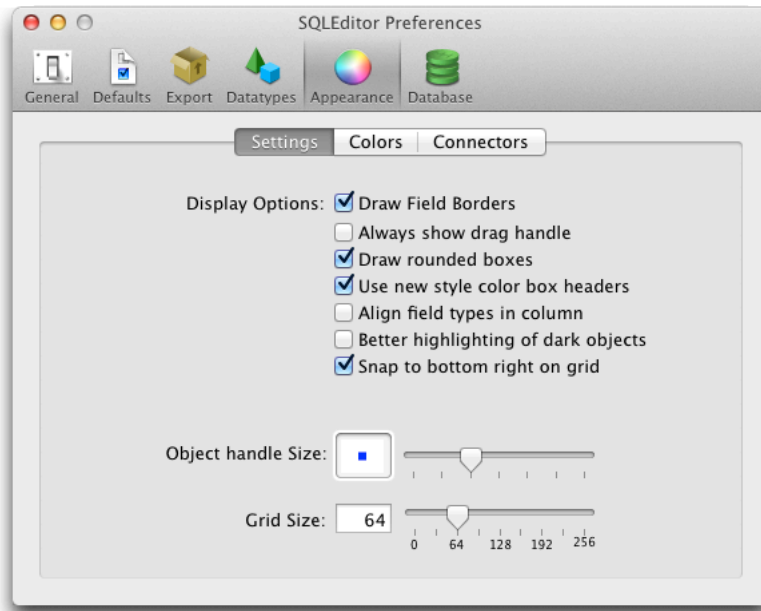 SQLEditor Preferences
General Defaults Export Datatypes Appearance Database
Settings Colors Connectors
Display Options: Draw Field Borders
Always show drag handle
Draw rounded boxes
Use new style color box headers
Align field types in column
Better highlighting of dark objects
Snap to bottom right on grid
Object handle Size:
Grid Size: 64
0 64 128 192 256